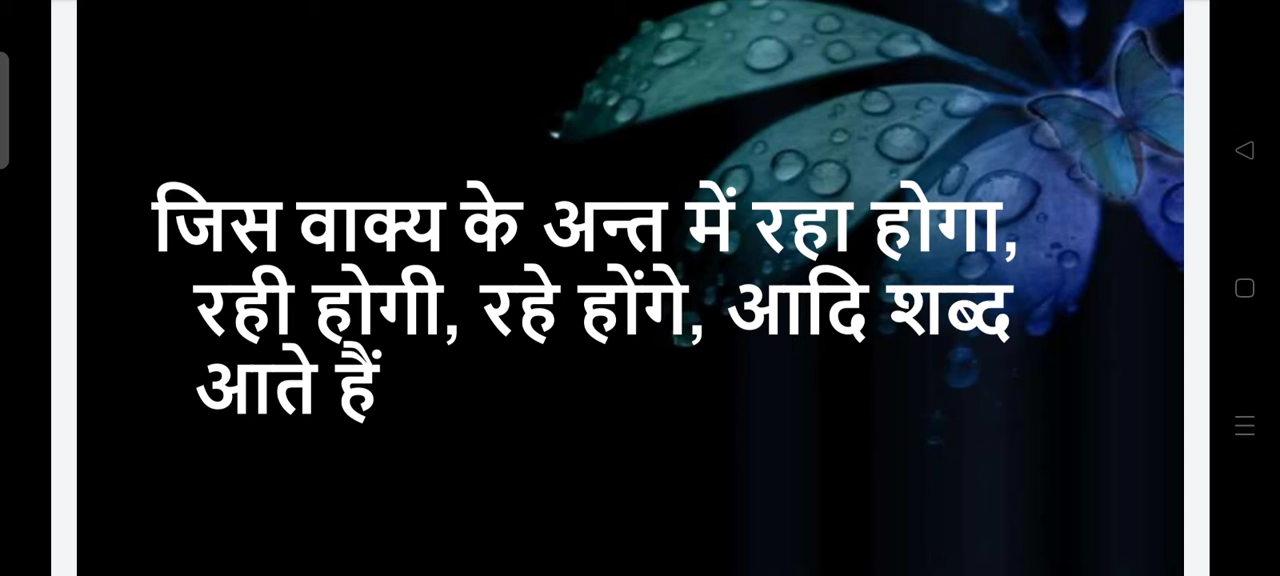 जिस वाक्य के अन्त में रहा होगा,
रही होगी, रहे होंगे, आदि शब्द
आते हैं